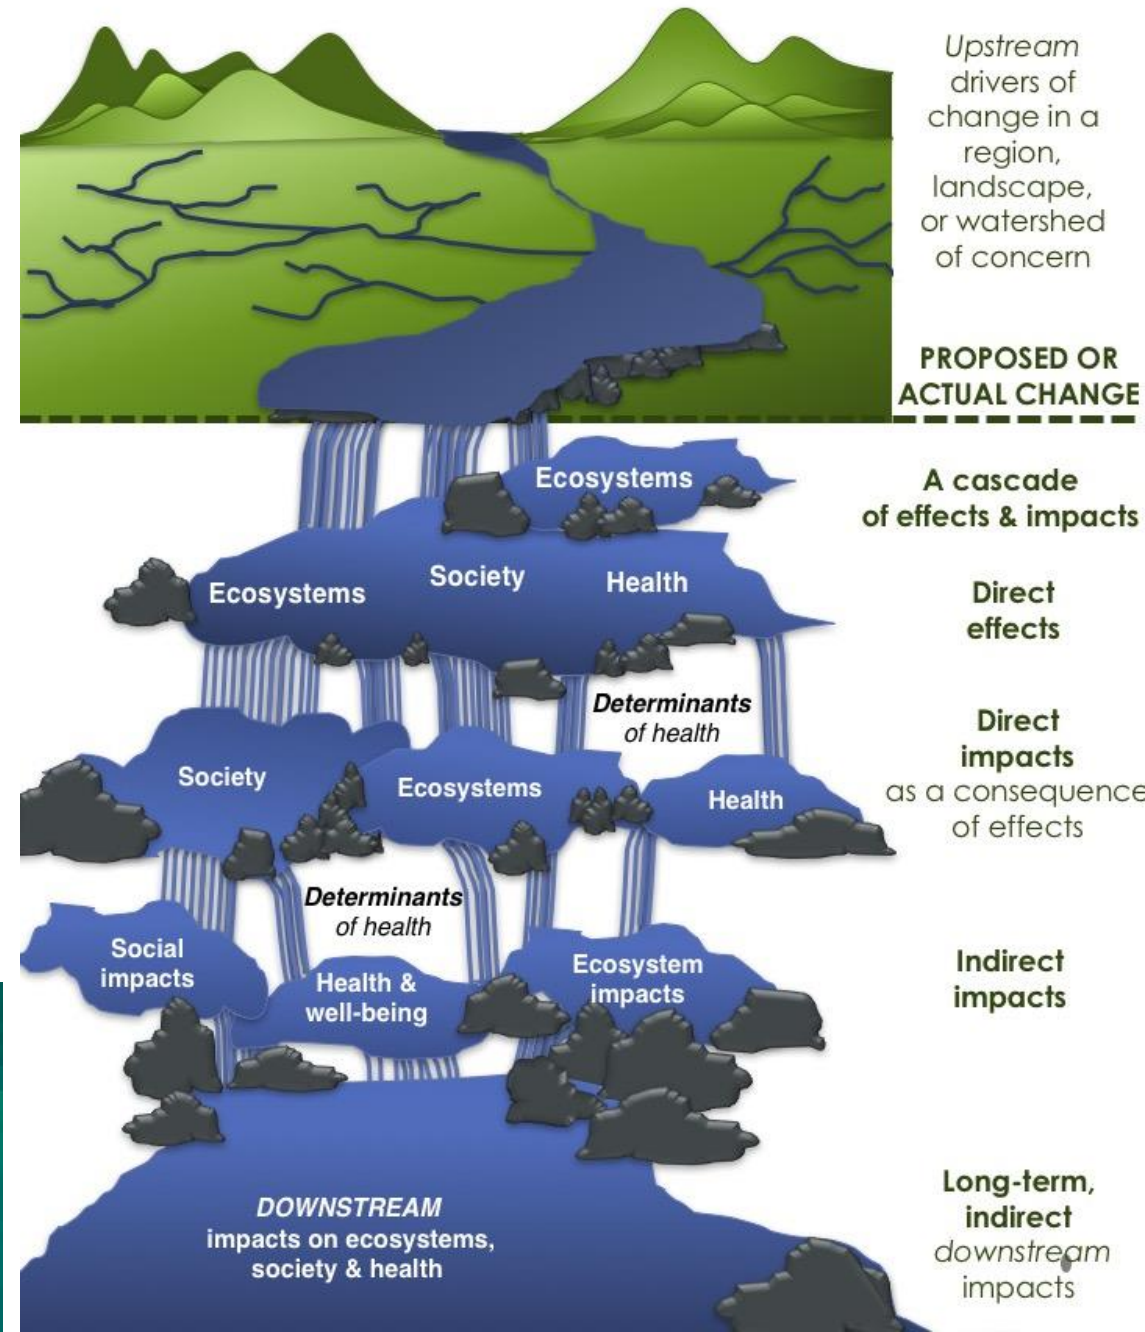 Upstream
drivers of
change in a
region,
landscape,
or watershed
of concern
PROPOSED OR
ACTUAL CHANGE
Ecosystems
A cascade
of effects & impacts
Ecosystems
Society
Health
Direct
effects
Determinants
of health
Direct
impacts
as a consequence
of effects
Society
Ecosystems
Health
Determinants
of health
Social
impacts
Health &
well-being
Ecosystem
impacts
Indirect
impacts
DOWNSTREAM
impacts on ecosystems,
society & health
Long-term,
indirect
downstream
impacts